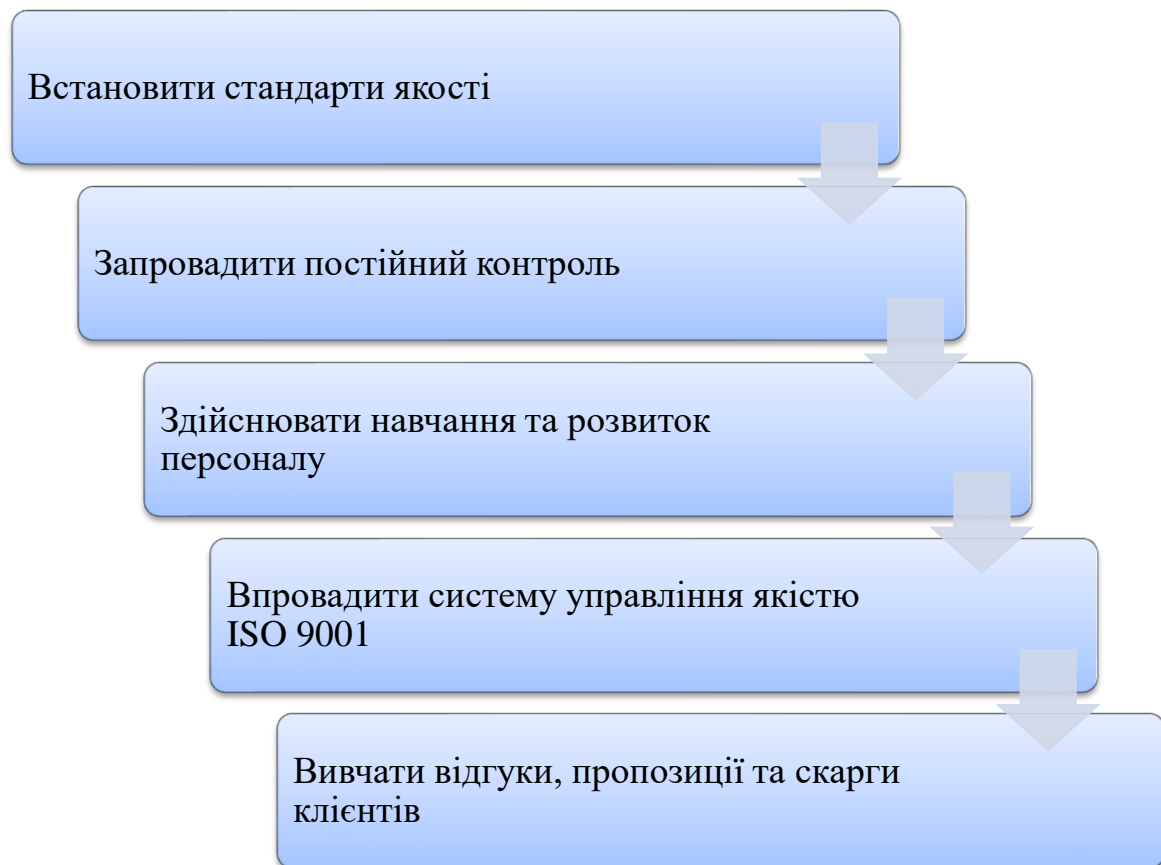 Встановити стандарти якості
Запровадити постійний контроль
Здійснювати навчання та розвиток
персоналу
Впровадити систему управління якістю
ISO 9001
Вивчати відгуки, пропозиції та скарги
клієнтів